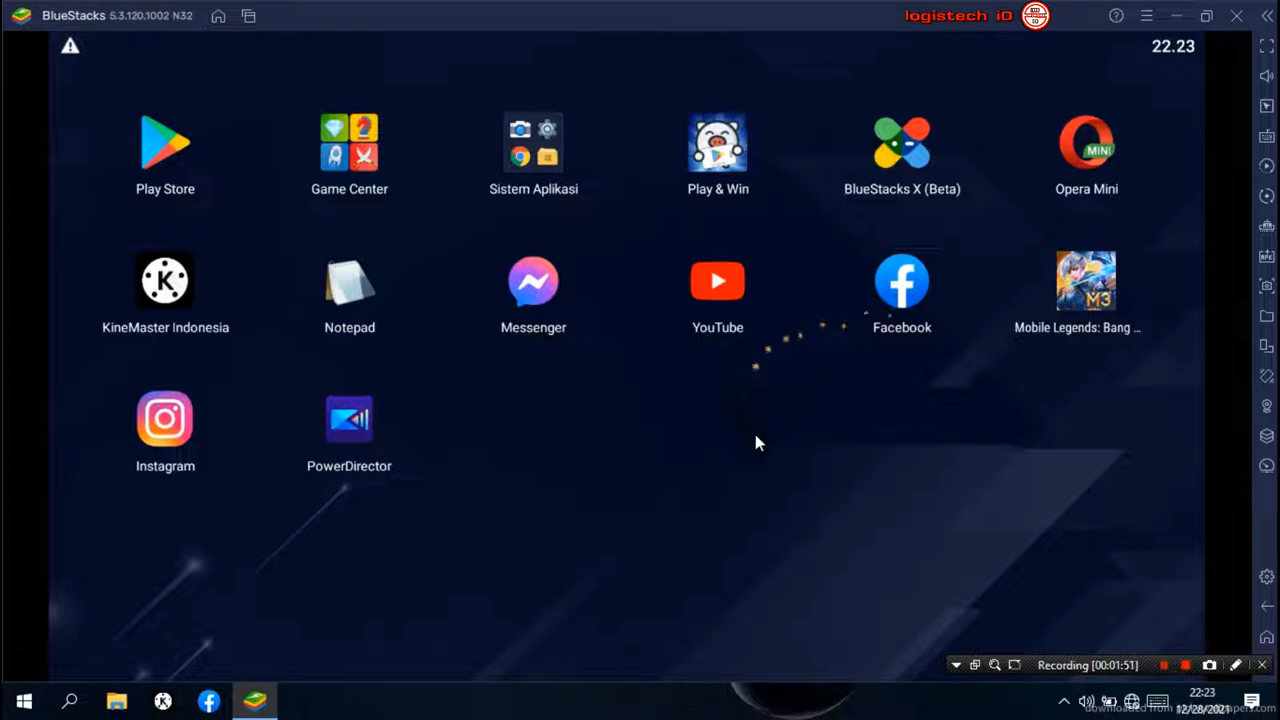 BlueStacks 5.3.120.1002 N32
logistech iD
22.23
Play Store
Game Center
Sistem Aplikasi
Play & Win
BlueStacks X (Beta)
MINI
Opera Mini
K
KineMaster Indonesia
Notepad
Messenger
YouTube
Facebook
M3
Mobile Legends: Bang ...
Instagram
PowerDirector
Recording [00:01:51]
22:23
12/28/2021